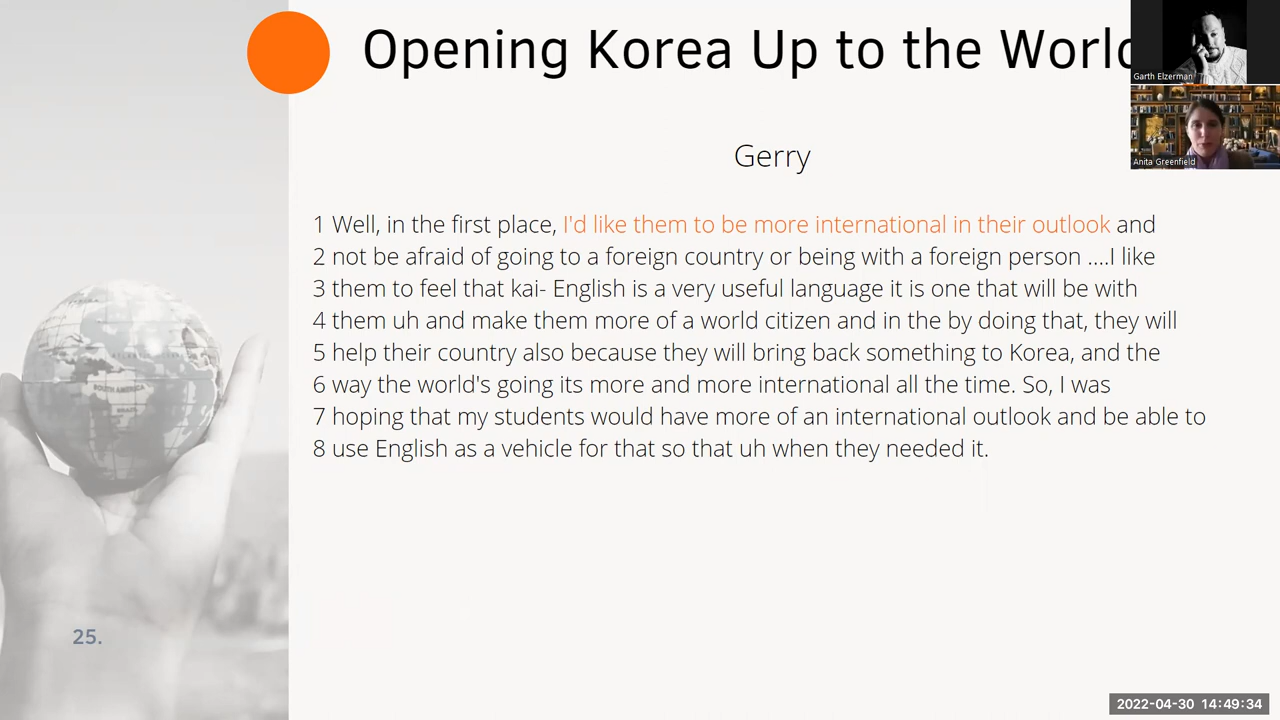 Opening Korea Up to the World
Garth Elzerman
Anita Greenfield
Gerry
1 Well, in the first place, I'd like them to be more international in their outlook and
2 not be afraid of going to a foreign country or being with a foreign person ....I like
3 them to feel that kai- English is a very useful language it is one that will be with
4 them uh and make them more of a world citizen and in the by doing that, they will
5 help their country also because they will bring back something to Korea, and the
6 way the world's going its more and more international all the time. So, I was
7 hoping that my students would have more of an international outlook and be able to
8 use English as a vehicle for that so that uh when they needed it.
SOUTH AMERICA
BRAZIL
25.
2022-04-30 14:49:34